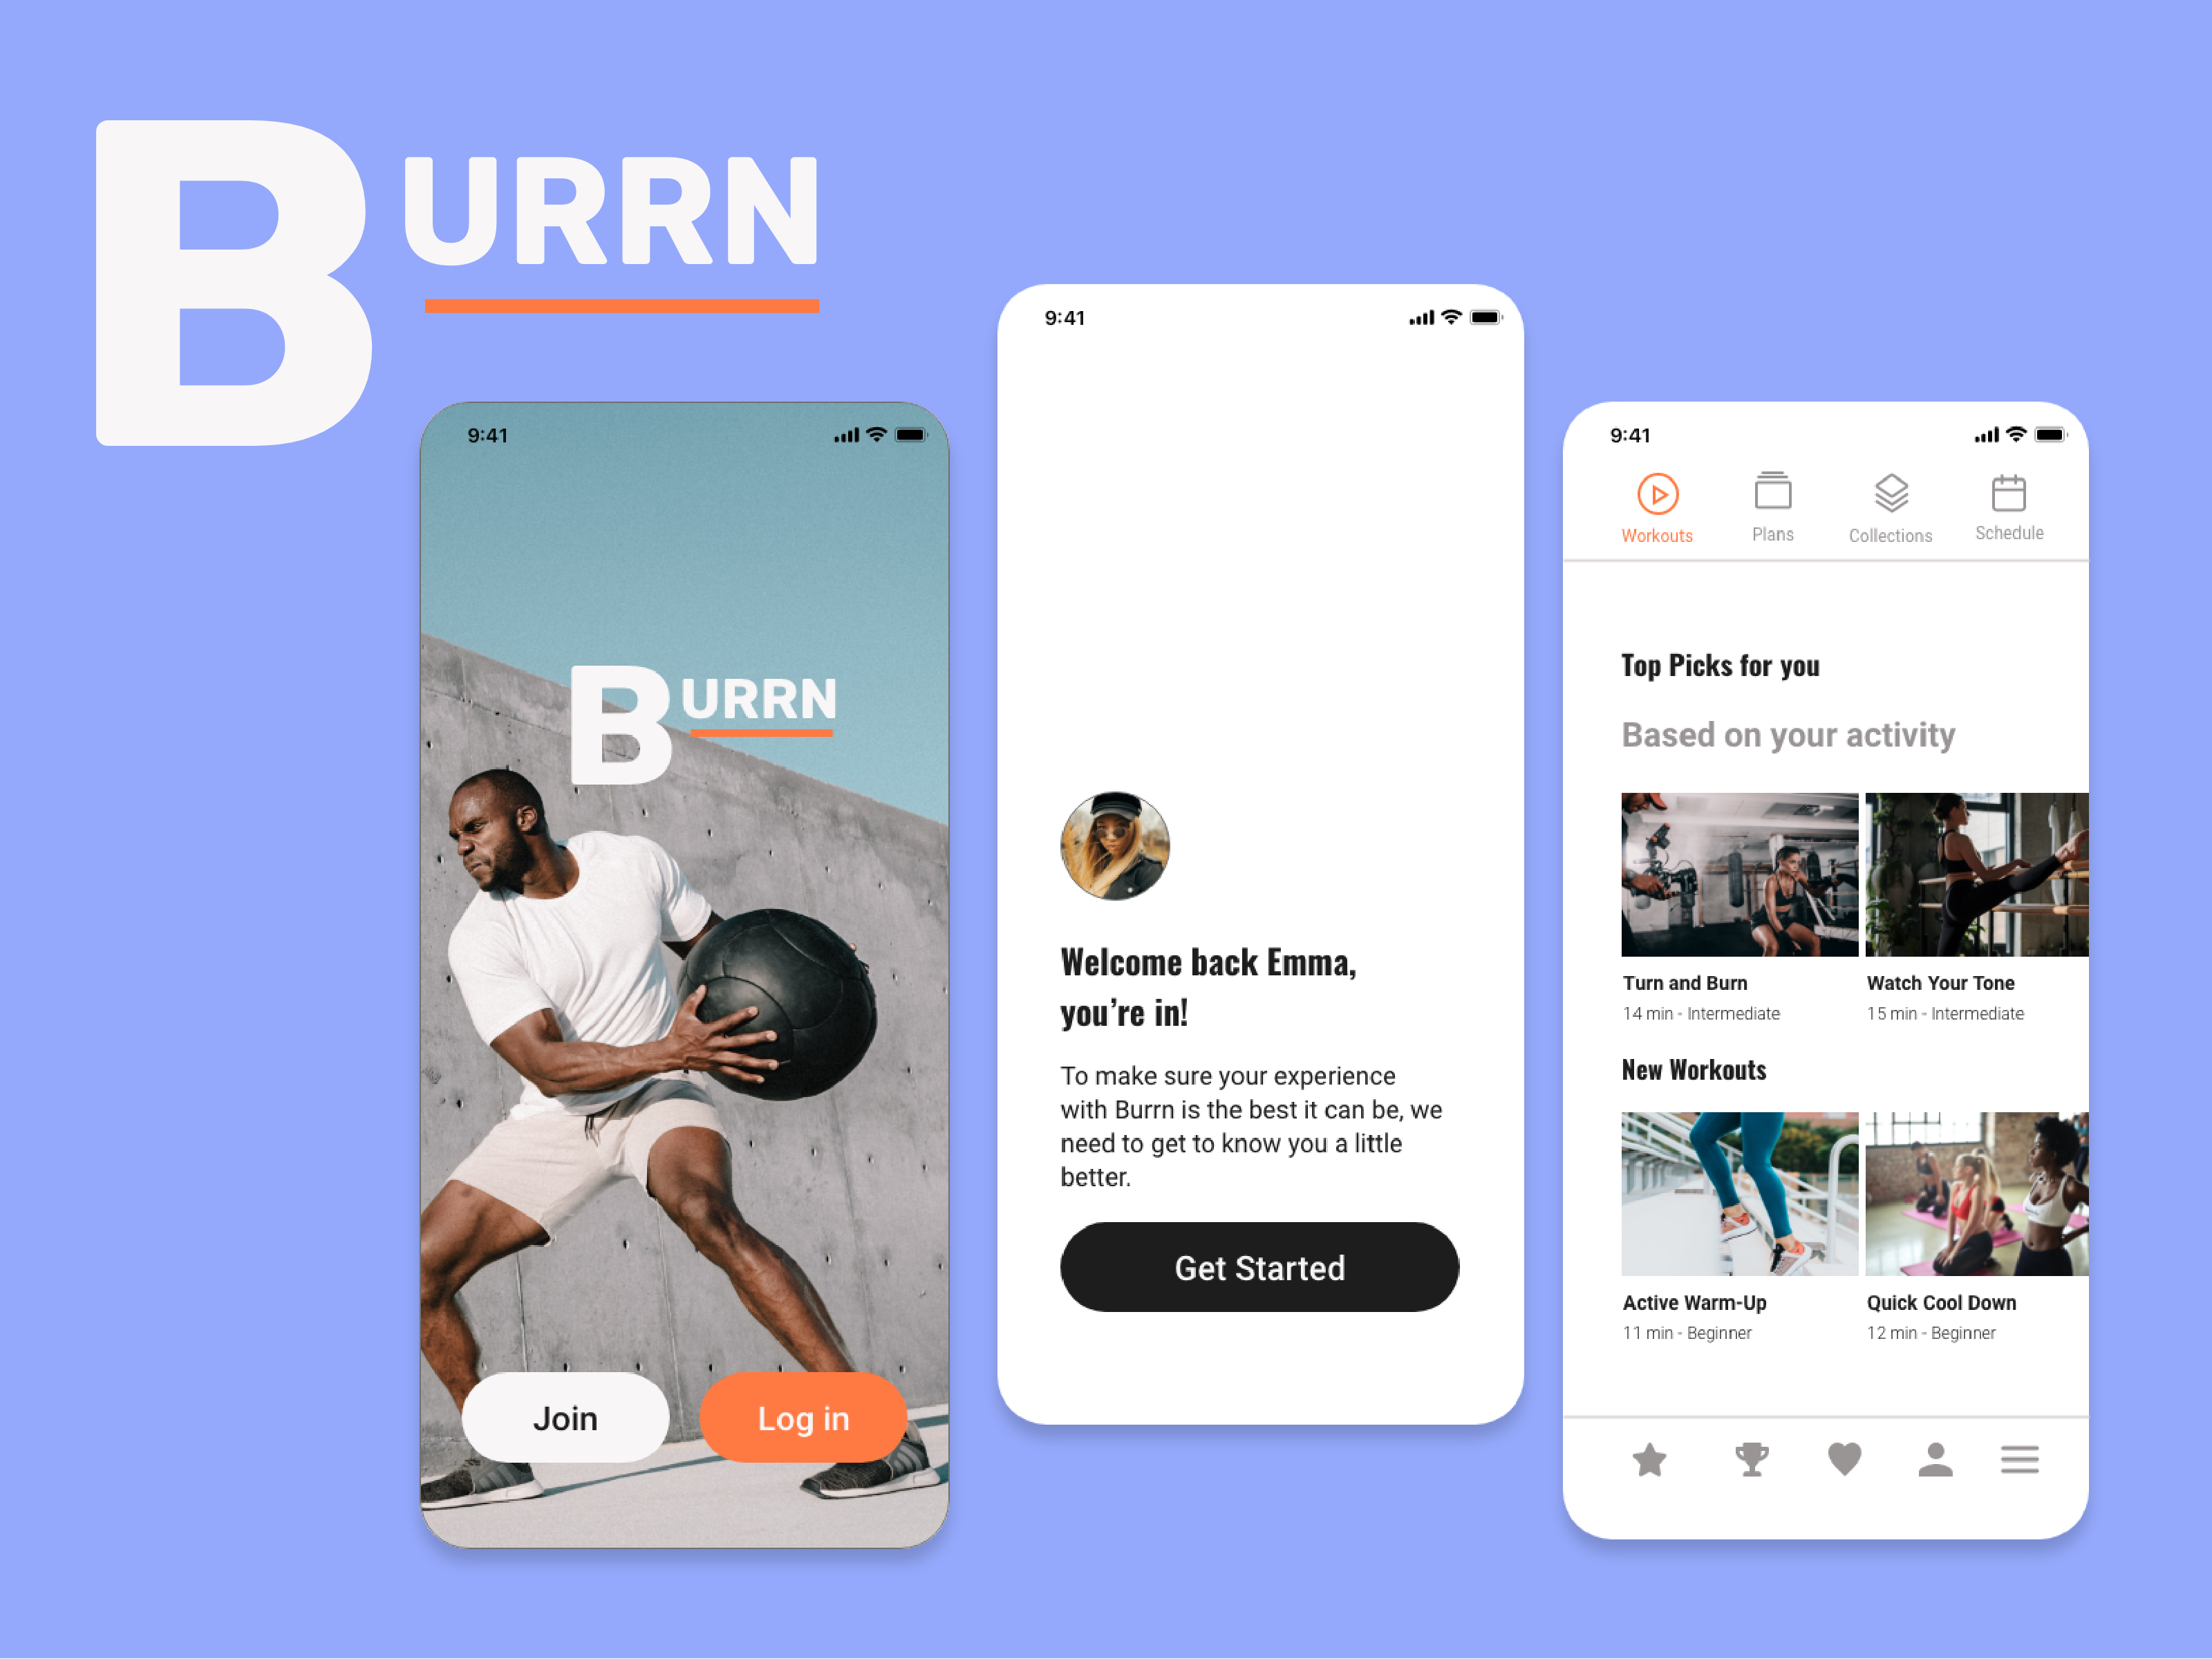 BURRN
9:41
BURRN
Join
Log in
9:41
Welcome back Emma,
you're in!
To make sure your experience
with Burrn is the best it can be, we
need to get to know you a little
better.
Get Started
9:41
Workouts
Plans
Collections
Schedule
Top Picks for you
Based on your activity
Turn and Burn
14 min - Intermediate
Watch Your Tone
15 min - Intermediate
New Workouts
Active Warm-Up
11 min - Beginner
Quick Cool Down
12 min - Beginner